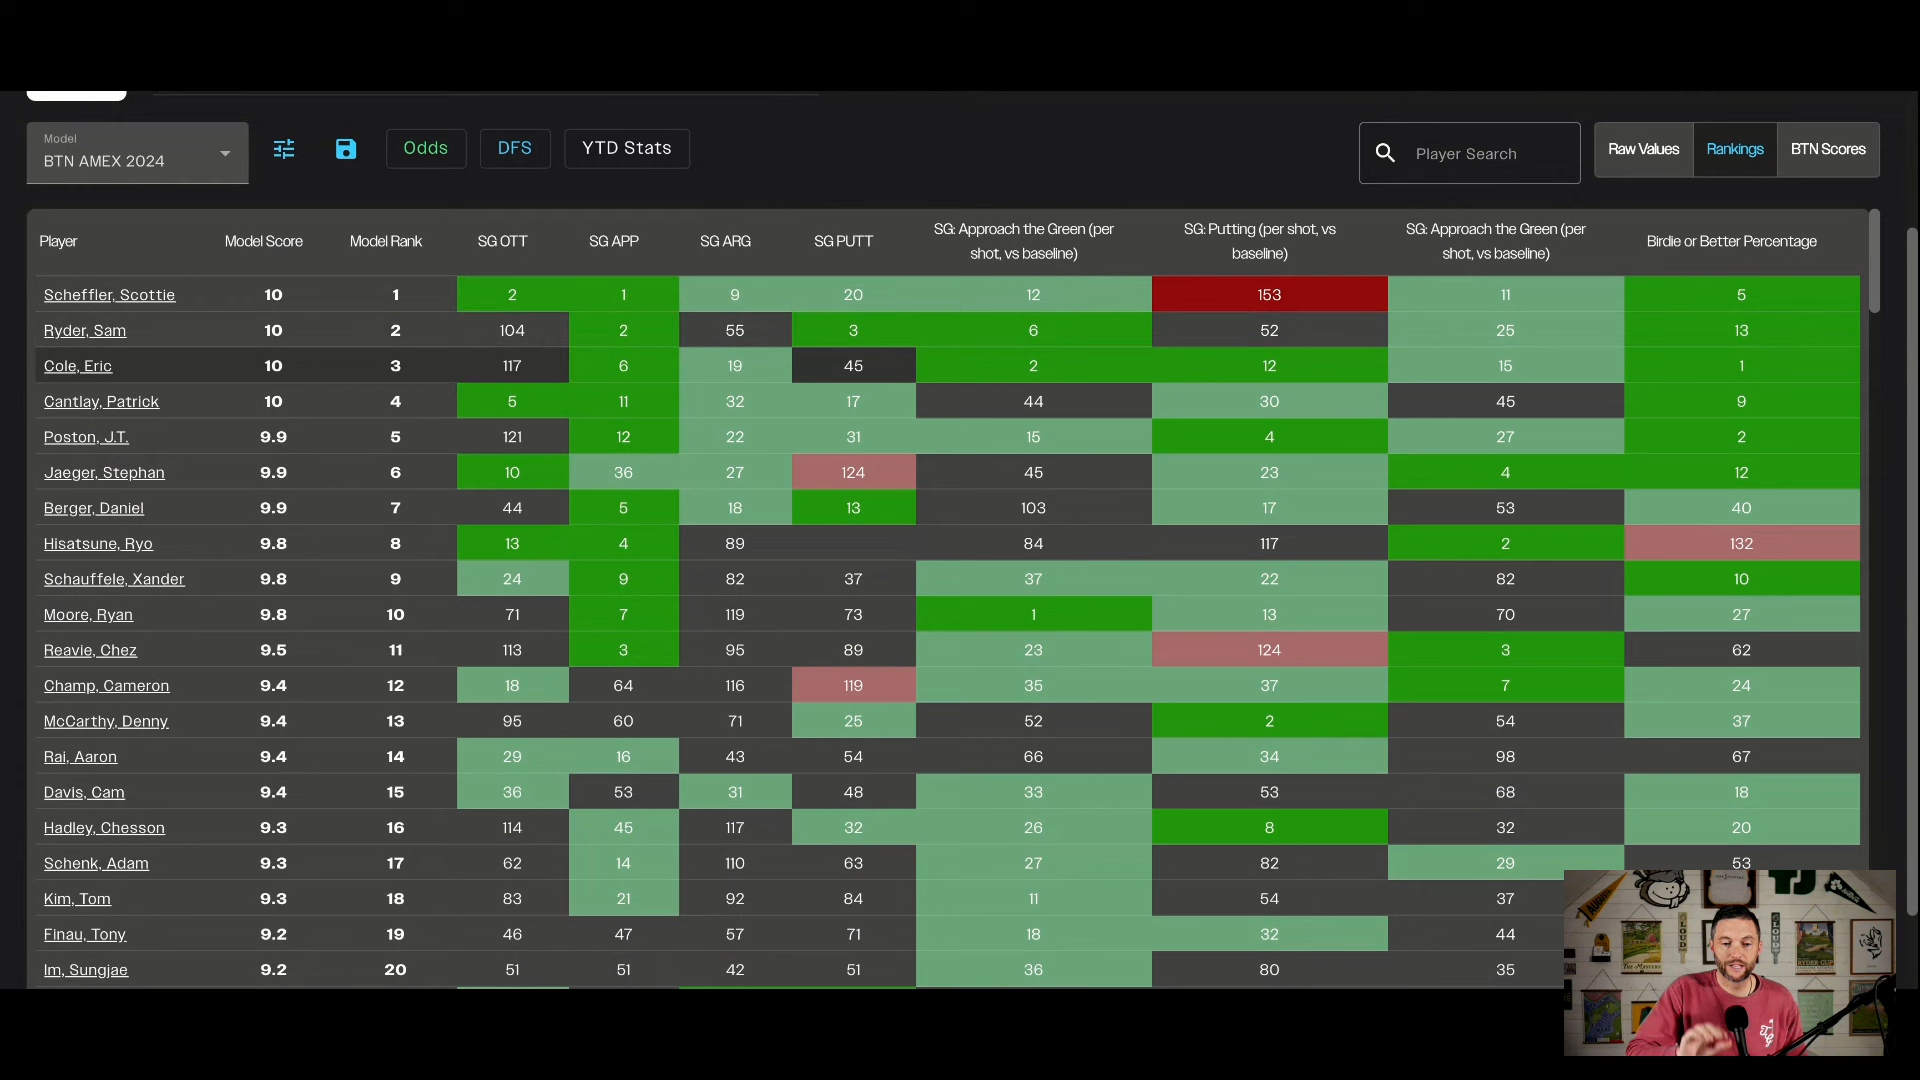 Model
BTN AMEX 2024
Odds
DFS
YTD Stats
Player Search
Raw Values
Rankings
BTN Scores
Player Model Score Model Rank SG OTT SG APP SG ARG SG PUTT SG: Approach the Green (per shot, vs baseline) SG: Putting (per shot, vs baseline) SG: Approach the Green (per shot, vs baseline) Birdie or Better Percentage
Scheffler, Scottie 10 1 2 1 9 20 12 153 11 5
Ryder, Sam 10 2 104 2 55 3 6 52 25 13
Cole, Eric 10 3 117 6 19 45 2 12 15 1
Cantlay, Patrick 10 4 5 11 32 17 44 30 45 9
Poston, J.T. 9.9 5 121 12 22 31 15 4 27 2
Jaeger, Stephan 9.9 6 10 36 27 124 45 23 4 12
Berger, Daniel 9.9 7 44 5 18 13 103 17 53 40
Hisatsune, Ryo 9.8 8 13 4 89 84 117 2 132
Schauffele, Xander 9.8 9 24 9 82 37 37 22 82 10
Moore, Ryan 9.8 10 71 7 119 73 1 13 70 27
Reavie, Chez 9.5 11 113 3 95 89 23 124 3 62
Champ, Cameron 9.4 12 18 64 116 119 35 37 7 24
McCarthy, Denny 9.4 13 95 60 71 25 52 2 54 37
Rai, Aaron 9.4 14 29 16 43 54 66 34 98 67
Davis, Cam 9.4 15 36 53 31 48 33 53 68 18
Hadley, Chesson 9.3 16 114 45 117 32 26 8 32 20
Schenk, Adam 9.3 17 62 14 110 63 27 82 29 53
Kim, Tom 9.3 18 83 21 92 84 11 54 37
Finau, Tony 9.2 19 46 47 57 71 18 32 44
Im, Sungjae 9.2 20 51 51 42 51 36 80 35